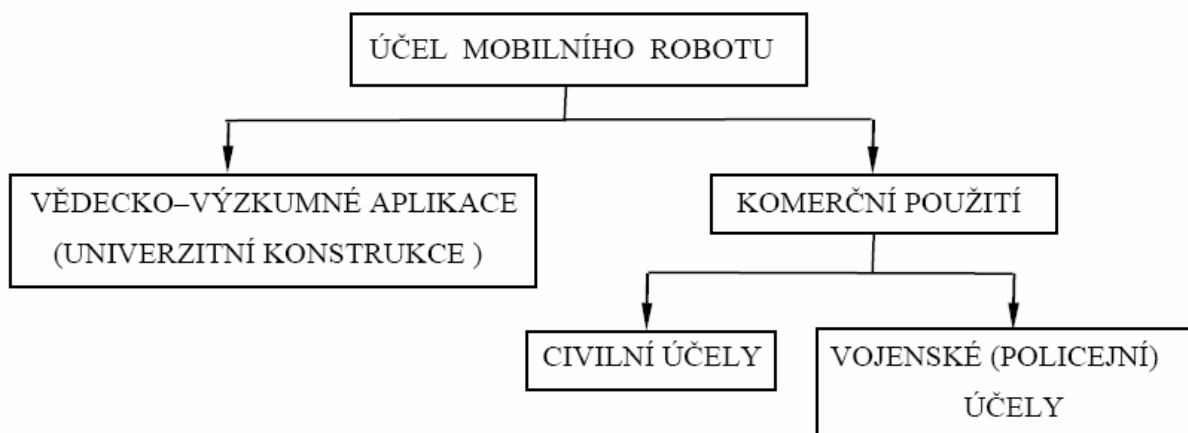 ÚČEL MOBILNÍHO ROBOTU
VĚDECKO–VÝZKUMNÉ APLIKACE
(UNIVERZITNÍ KONSTRUKCE )
KOMERČNÍ POUŽITÍ
CIVILNÍ ÚČELY
VOJENSKÉ (POLICEJNÍ)
ÚČELY